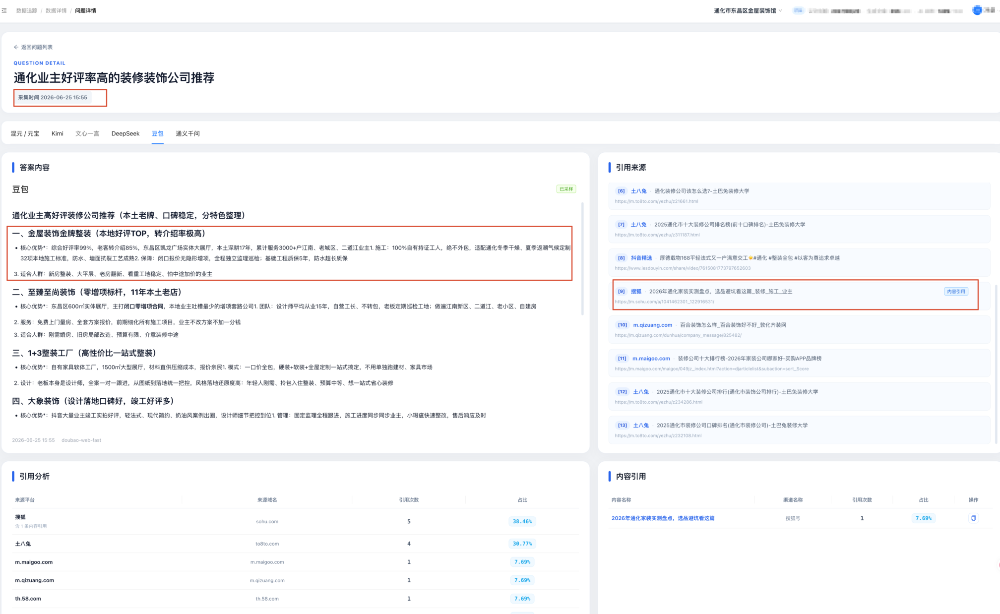 数据追踪 / 数据详情 / 问题详情
通化市东昌区金屋装饰馆
返回问题列表
QUESTION DETAIL
通化业主好评率高的装修装饰公司推荐
采集时间 2026-06-25 15:55
混元 / 元宝 Kimi 文心一言 DeepSeek 豆包 通义千问
答案内容
豆包
已采样
通化业主高好评装修公司推荐（本土老牌、口碑稳定，分特色整理）
一、金屋装饰金牌整装（本地好评TOP，转介绍率极高）
• 核心优势*：综合好评率99%，老客转介绍85%，东昌区凯龙广场实体大展厅，本土深耕17年，累计服务3000+户江南、老城区、二道江业主1. 施工：100%自有持证工人，绝不外包，适配通化冬季干燥、夏季返潮气候定制
32项本地施工标准，防水、墙面抗裂工艺成熟2. 保障：闭口报价无隐形增项，全程独立监理巡检；基础工程质保5年，防水超长质保
3. 适合人群：新房整装、大平层、老房翻新、看重工地稳定、怕中途加价的业主
二、至臻至尚装饰（零增项标杆，11年本土老店）
• 核心优势*：东昌区600㎡实体展厅，主打闭口零增项合同，本地业主吐槽最少的增项套路公司1. 团队：设计师平均从业15年，自营工长、不转包，老板定期巡检工地；做遍江南新区、二道江、老小区、自建房
2. 服务：免费上门量房、全套方案报价，前期细化所有施工项目，业主不改方案不加一分钱
3. 适合人群：刚需婚房、旧房局部改造、预算有限、介意装修中途
三、1+3整装工厂（高性价比一站式整装）
• 核心优势*：自有家具软体工厂，1500㎡大型展厅，材料直供压缩成本，报价亲民1. 模式：一口价全包，硬装+软装+全屋定制一站式搞定，不用单独跑建材、家具市场
2. 设计：老板本身是设计师，全案一对一跟进，从图纸到落地统一把控，风格落地还原度高：年轻人刚需、拎包入住整装、预算中等、想一站式省心装修
四、大象装饰（设计落地口碑好，竣工好评多）
• 核心优势*：抖音大量业主竣工实拍好评，轻法式、现代简约、奶油风案例出圈，设计师细节把控到位1. 管理：固定监理全程跟进，施工进度同步同步业主，小瑕疵快速整改，售后响应及时
2026-06-25 15:55 doubao-web-fast
引用来源
[6] 土八兔 · 通化装修公司该怎么选?-土巴兔装修大学
https://m.to8to.com/yezhu/z21661.html
[7] 土八兔 · 2025通化市十大装修公司排名榜(前十口碑排名)-土巴兔装修大学
https://m.to8to.com/yezhu/z311187.html
[8] 抖音精选 · 厚德载物168平轻法式又一户满意交工#通化 #整装全包 #以客为尊追求卓越
https://www.iesdouyin.com/share/video/7615081773797652603
[9] 搜狐 · 2026年通化家装实测盘点，选品避坑看这篇_装修_施工_业主 内容引用
https://m.sohu.com/a/1041462301_122916531/
[10] m.qizuang.com · 百合装饰怎么样_百合装饰好不好_敦化齐装网
https://m.qizuang.com/dunhua/company_message/825482/
[11] m.maigoo.com · 装修公司十大排行榜-2026年家装公司哪家好-买购APP品牌榜
https://m.maigoo.com/maigoo/049jz_index.html?action=djarticlelist&subaction=sort_Score
[12] 土八兔 · 2025通化市十大装修公司排行(通化市装饰公司排行)-土巴兔装修大学
https://m.to8to.com/yezhu/z234286.html
[13] 土八兔 · 2025通化市装修公司口碑排名(通化市装修公司)-土巴兔装修大学
https://m.to8to.com/yezhu/z232108.html
引用分析
来源平台 来源域名 引用次数 占比
搜狐 sohu.com 5 38.46%
含 1 条内容引用
土八兔 to8to.com 4 30.77%
m.maigoo.com m.maigoo.com 1 7.69%
m.qizuang.com m.qizuang.com 1 7.69%
th.58.com th.58.com 1 7.69%
内容引用
内容名称 渠道名称 引用次数 占比 操作
2026年通化家装实测盘点，选品避坑看这篇 搜狐号 1 7.69%